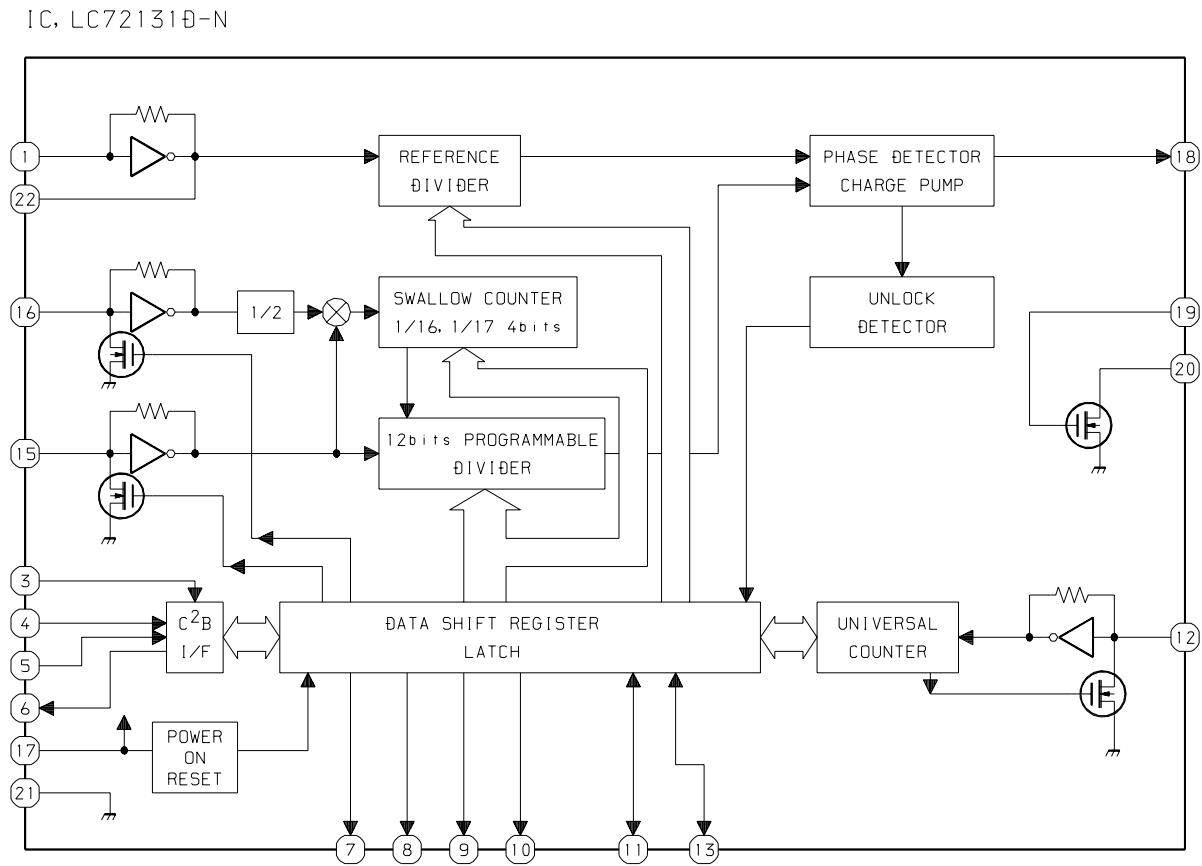 IC, LC72131D-N
1
22
REFERENCE
DIVIDER
PHASE DETECTOR
CHARGE PUMP
18
16
1/2
SWALLOW COUNTER
1/16, 1/17 4bits
UNLOCK
DETECTOR
19
20
15
12bits PROGRAMMABLE
DIVIDER
3
4
5
6
C²B
I/F
DATA SHIFT REGISTER
LATCH
UNIVERSAL
COUNTER
12
17
POWER
ON
RESET
21
7
8
9
10
11
13